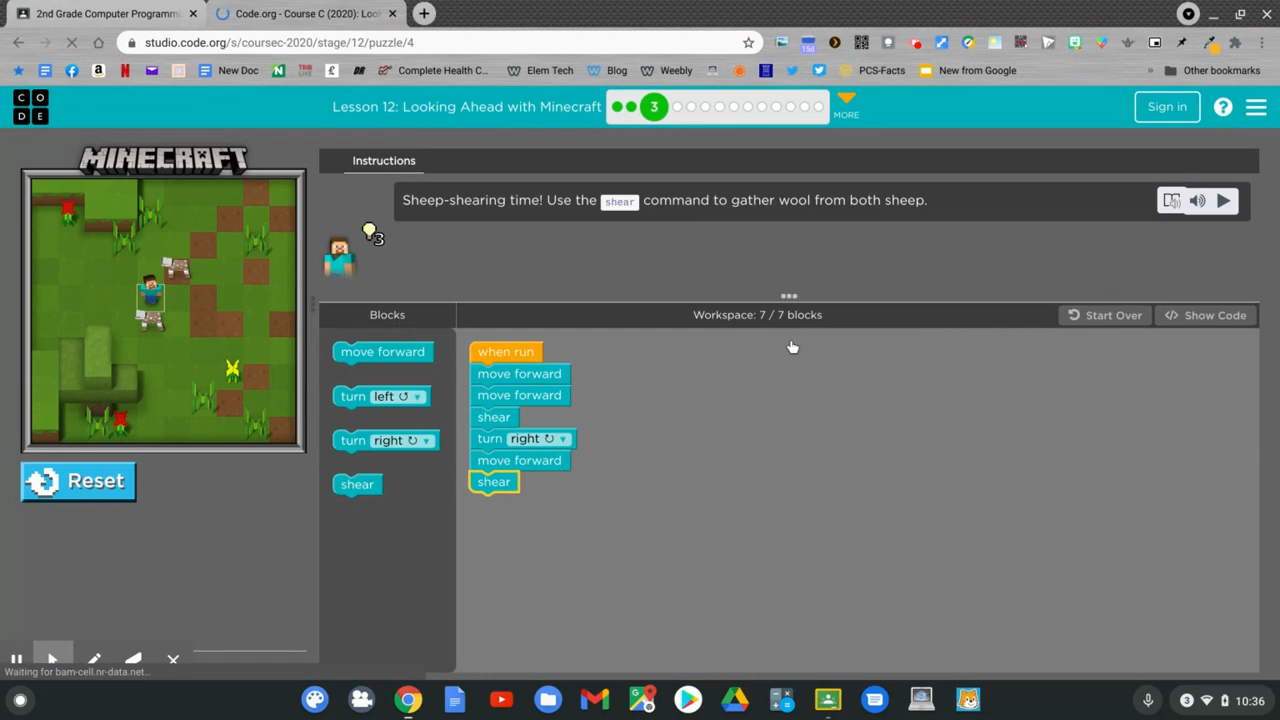 2nd Grade Computer Programmi
Code.org - Course C (2020): Loo
studio.code.org/s/coursec-2020/stage/12/puzzle/4
New Doc
Complete Health C...
Elem Tech
Blog
Weebly
PCS-Facts
New from Google
Other bookmarks
CODE
Lesson 12: Looking Ahead with Minecraft
3
MORE
Sign in
MINECRAFT
Instructions
Sheep-shearing time! Use the shear command to gather wool from both sheep.
3
Blocks
Workspace: 7 / 7 blocks
Start Over
Show Code
move forward
turn left
turn right
shear
when run
move forward
move forward
shear
turn right
move forward
shear
Reset
Waiting for bam-cell.nr-data.net...
3
10:36